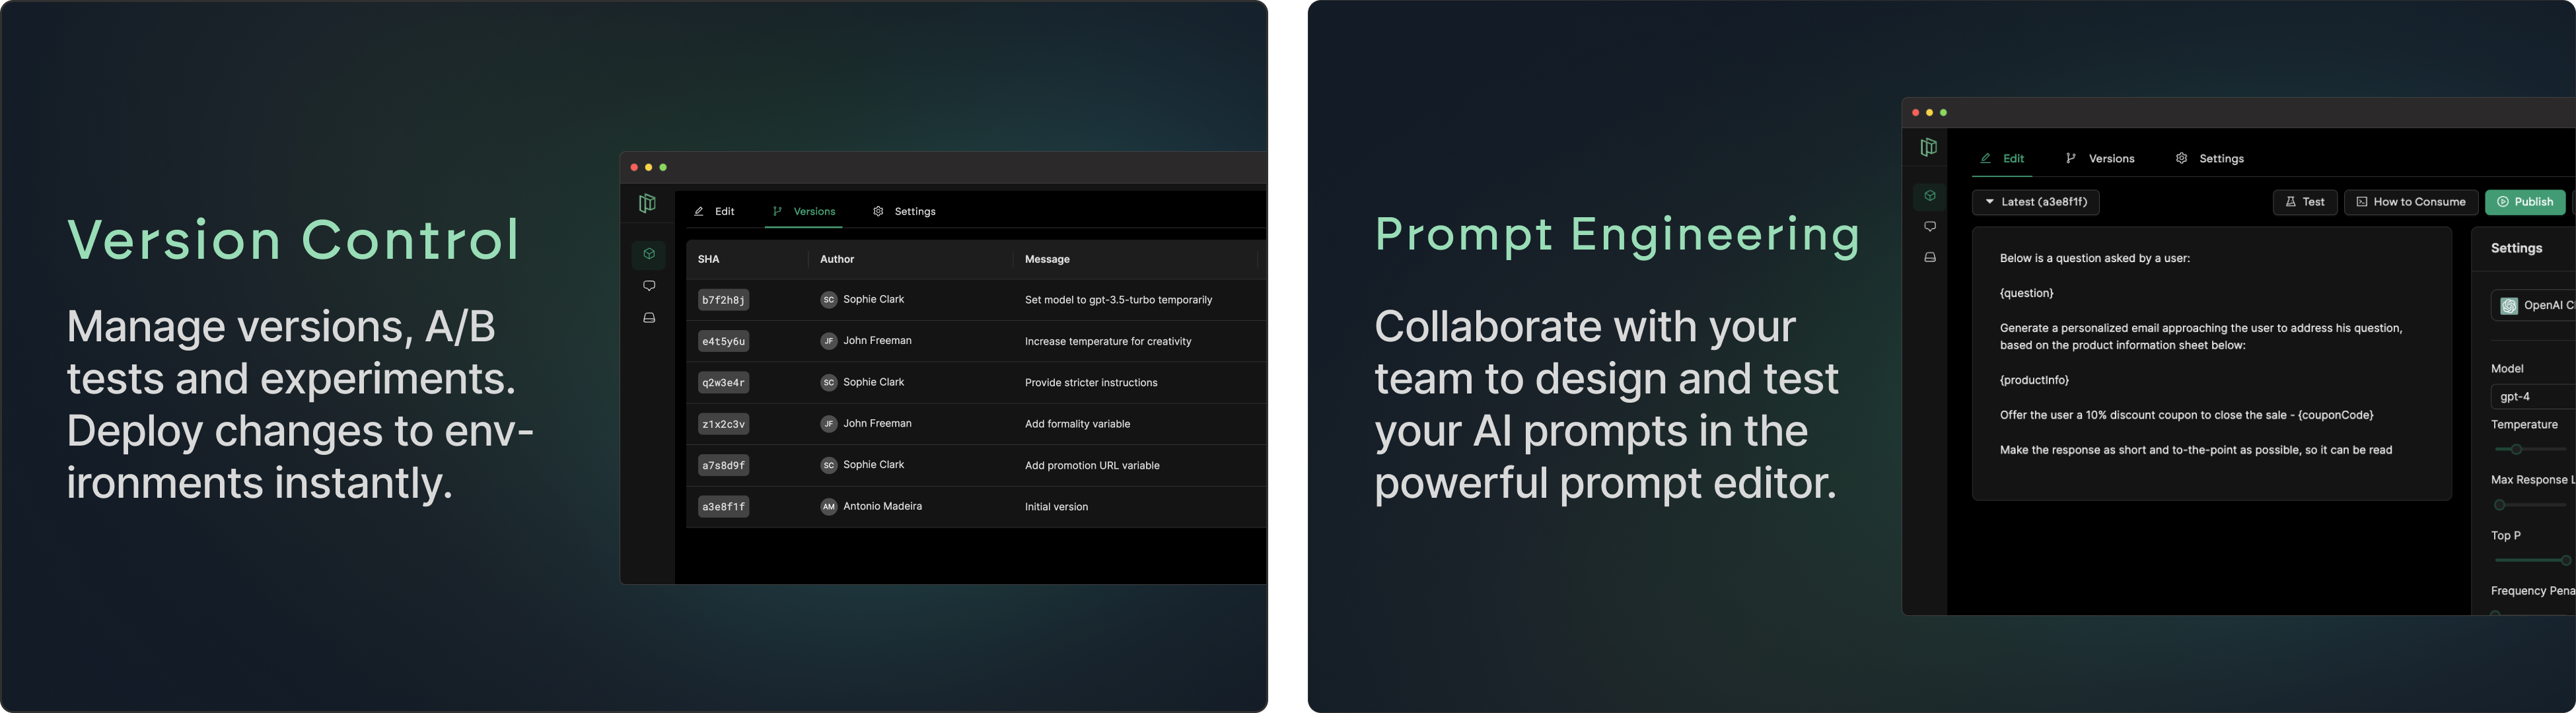 Version Control
Manage versions, A/B
tests and experiments.
Deploy changes to env-
ironments instantly.
Edit
Versions
Settings
SHA Author Message
b7f2h8j SC Sophie Clark Set model to gpt-3.5-turbo temporarily
e4t5y6u JF John Freeman Increase temperature for creativity
q2w3e4r SC Sophie Clark Provide stricter instructions
z1x2c3v JF John Freeman Add formality variable
a7s8d9f SC Sophie Clark Add promotion URL variable
a3e8f1f AM Antonio Madeira Initial version
Prompt Engineering
Collaborate with your
team to design and test
your AI prompts in the
powerful prompt editor.
Edit
Versions
Settings
Latest (a3e8f1f)
Test
How to Consume
Publish
Below is a question asked by a user:
{question}
Generate a personalized email approaching the user to address his question,
based on the product information sheet below:
{productInfo}
Offer the user a 10% discount coupon to close the sale - {couponCode}
Make the response as short and to-the-point as possible, so it can be read
Settings
OpenAI
Model
gpt-4
Temperature
Max Response
Top P
Frequency